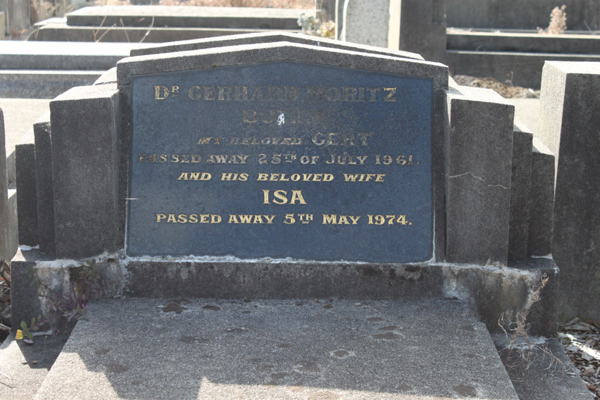 DR GERHARD MORITZ
MY BELOVED GERT
PASSED AWAY 25TH OF JULY 1961.
AND HIS BELOVED WIFE
ISA
PASSED AWAY 5TH MAY 1974.